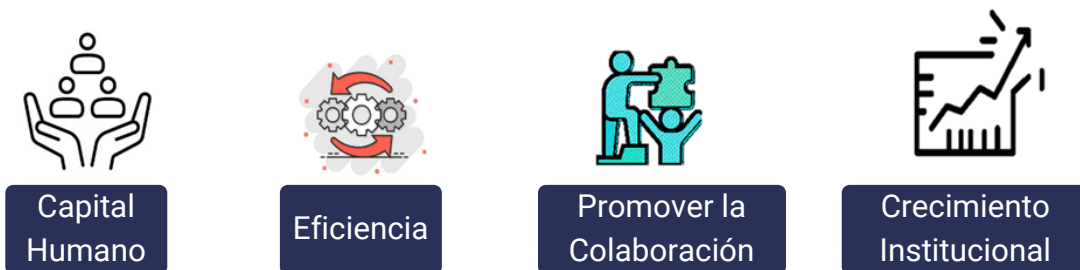 Capital
Humano
Eficiencia
Promover la
Colaboración
Crecimiento
Institucional